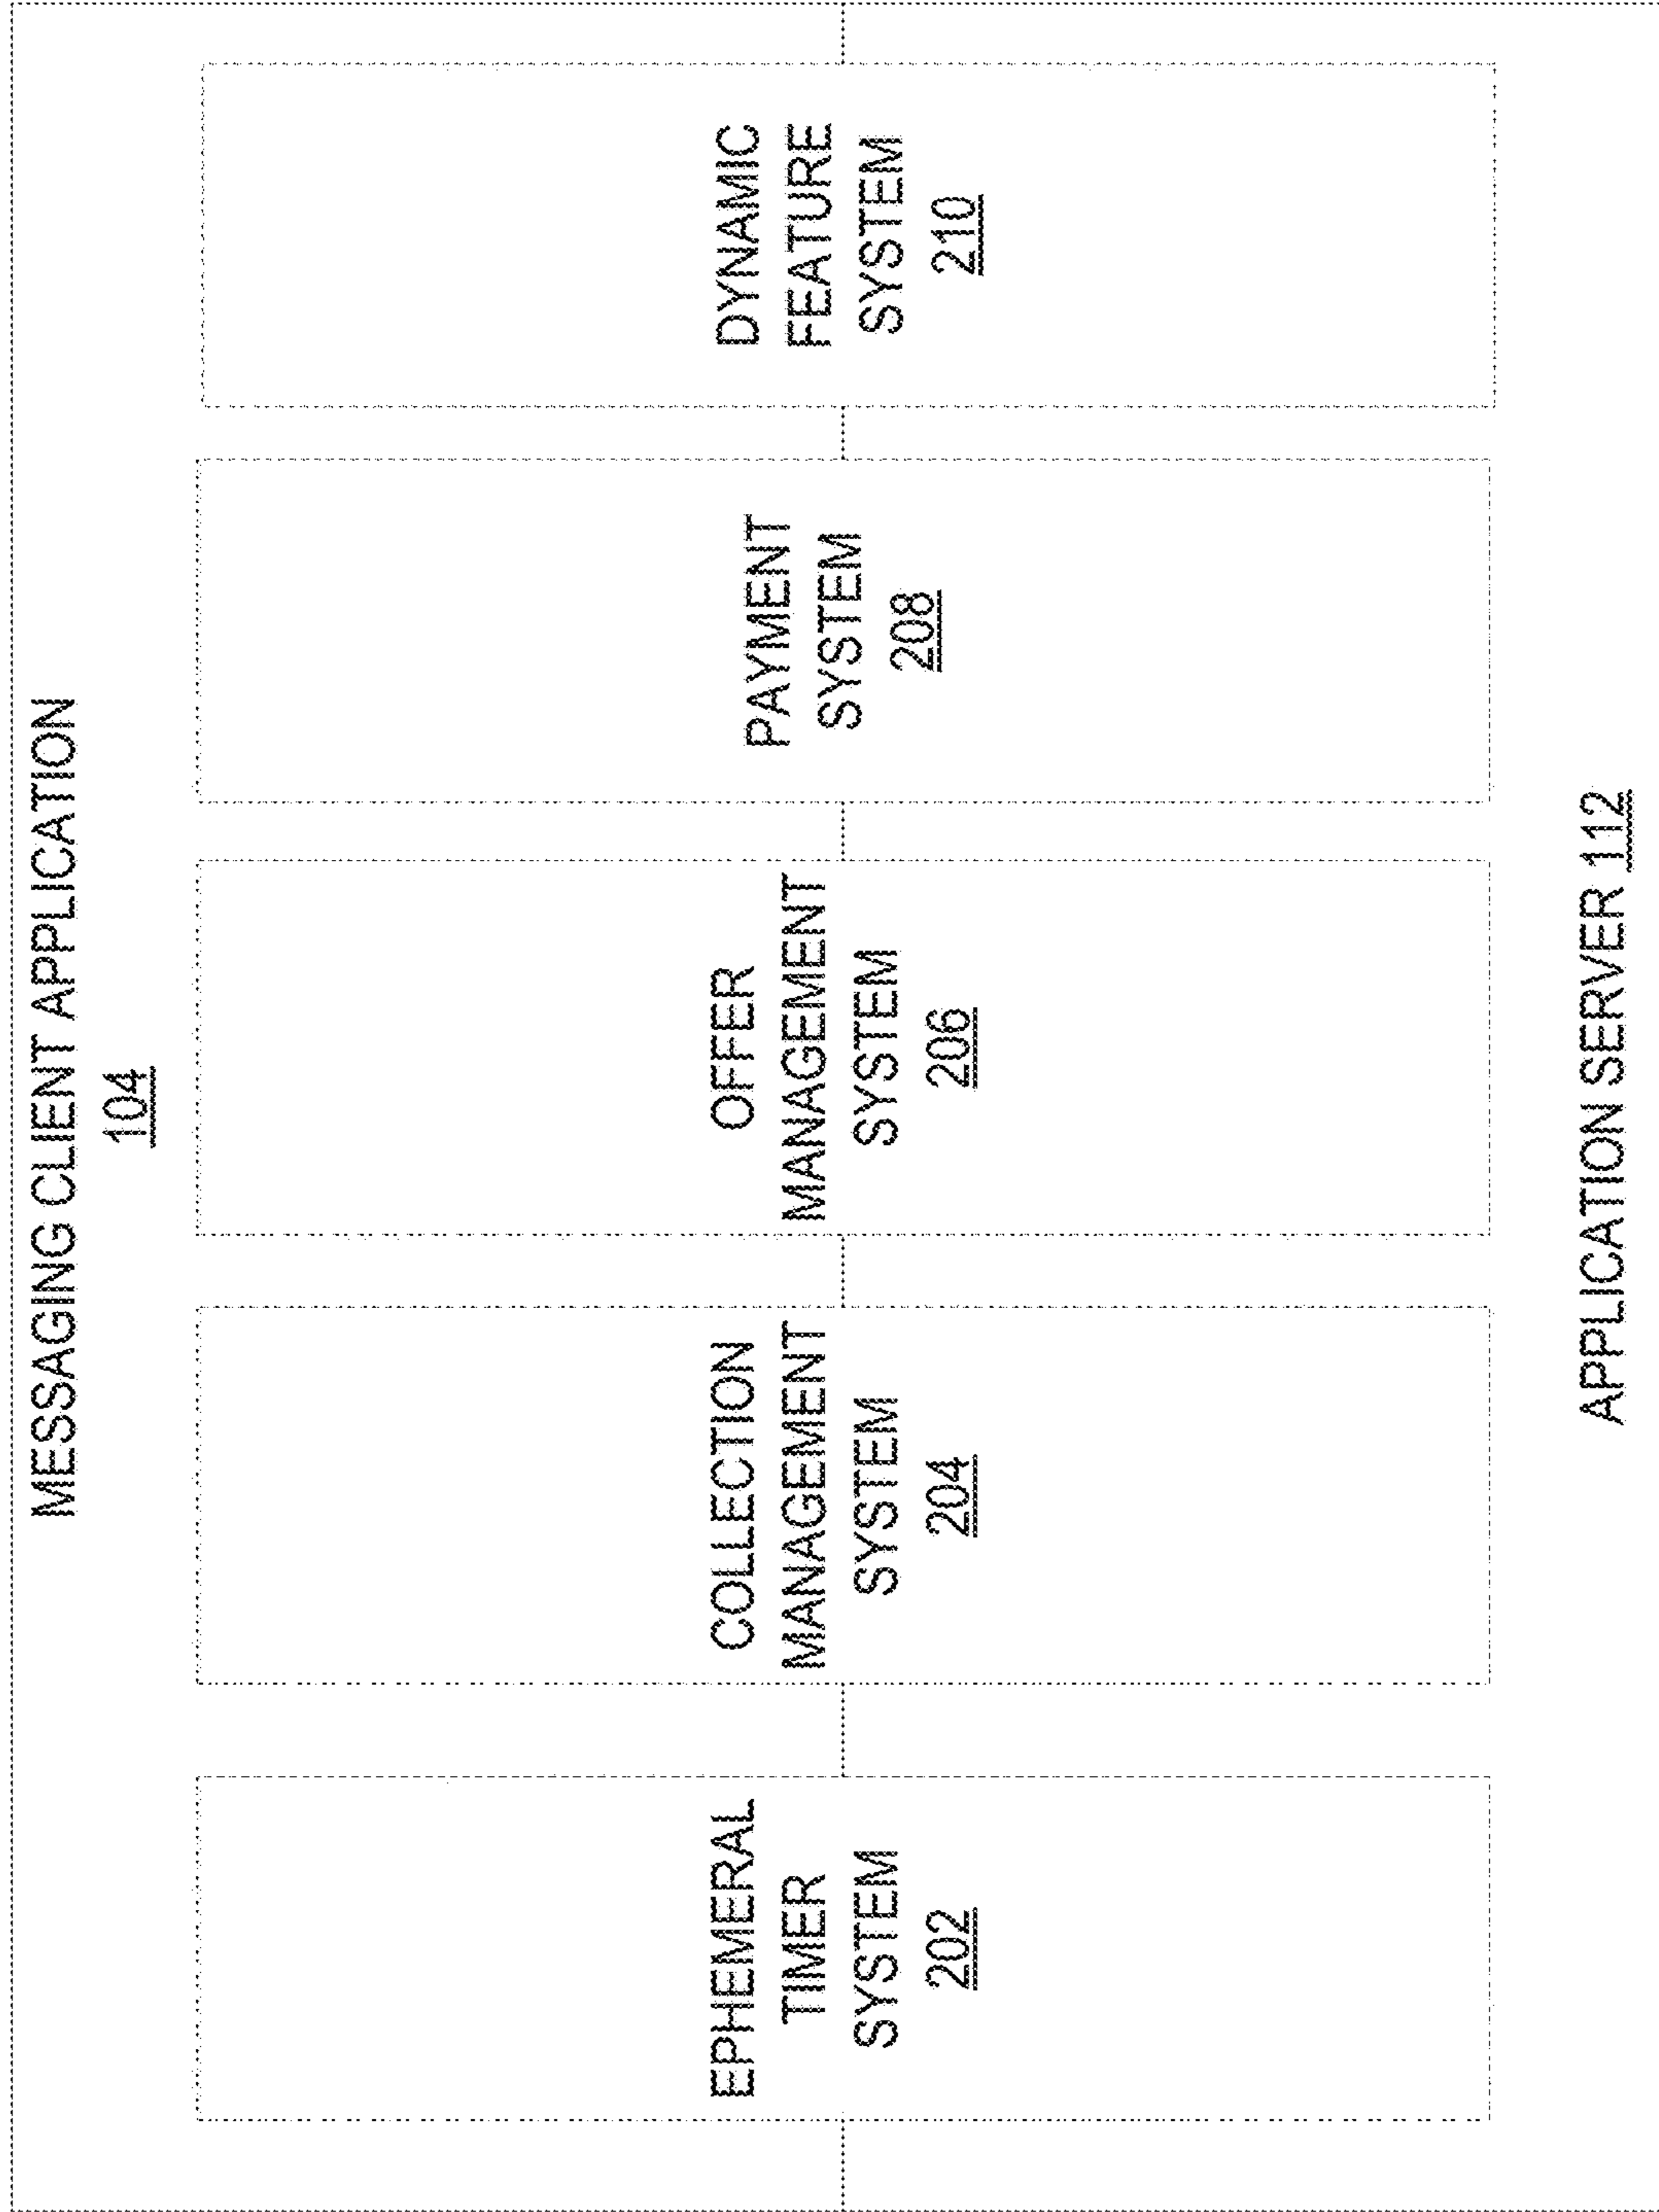 MESSAGING CLIENT APPLICATION
104
EPHEMERAL
TIMER
SYSTEM
202
COLLECTION
MANAGEMENT
SYSTEM
204
OFFER
MANAGEMENT
SYSTEM
206
PAYMENT
SYSTEM
208
DYNAMIC
FEATURE
SYSTEM
210
APPLICATION SERVER 112